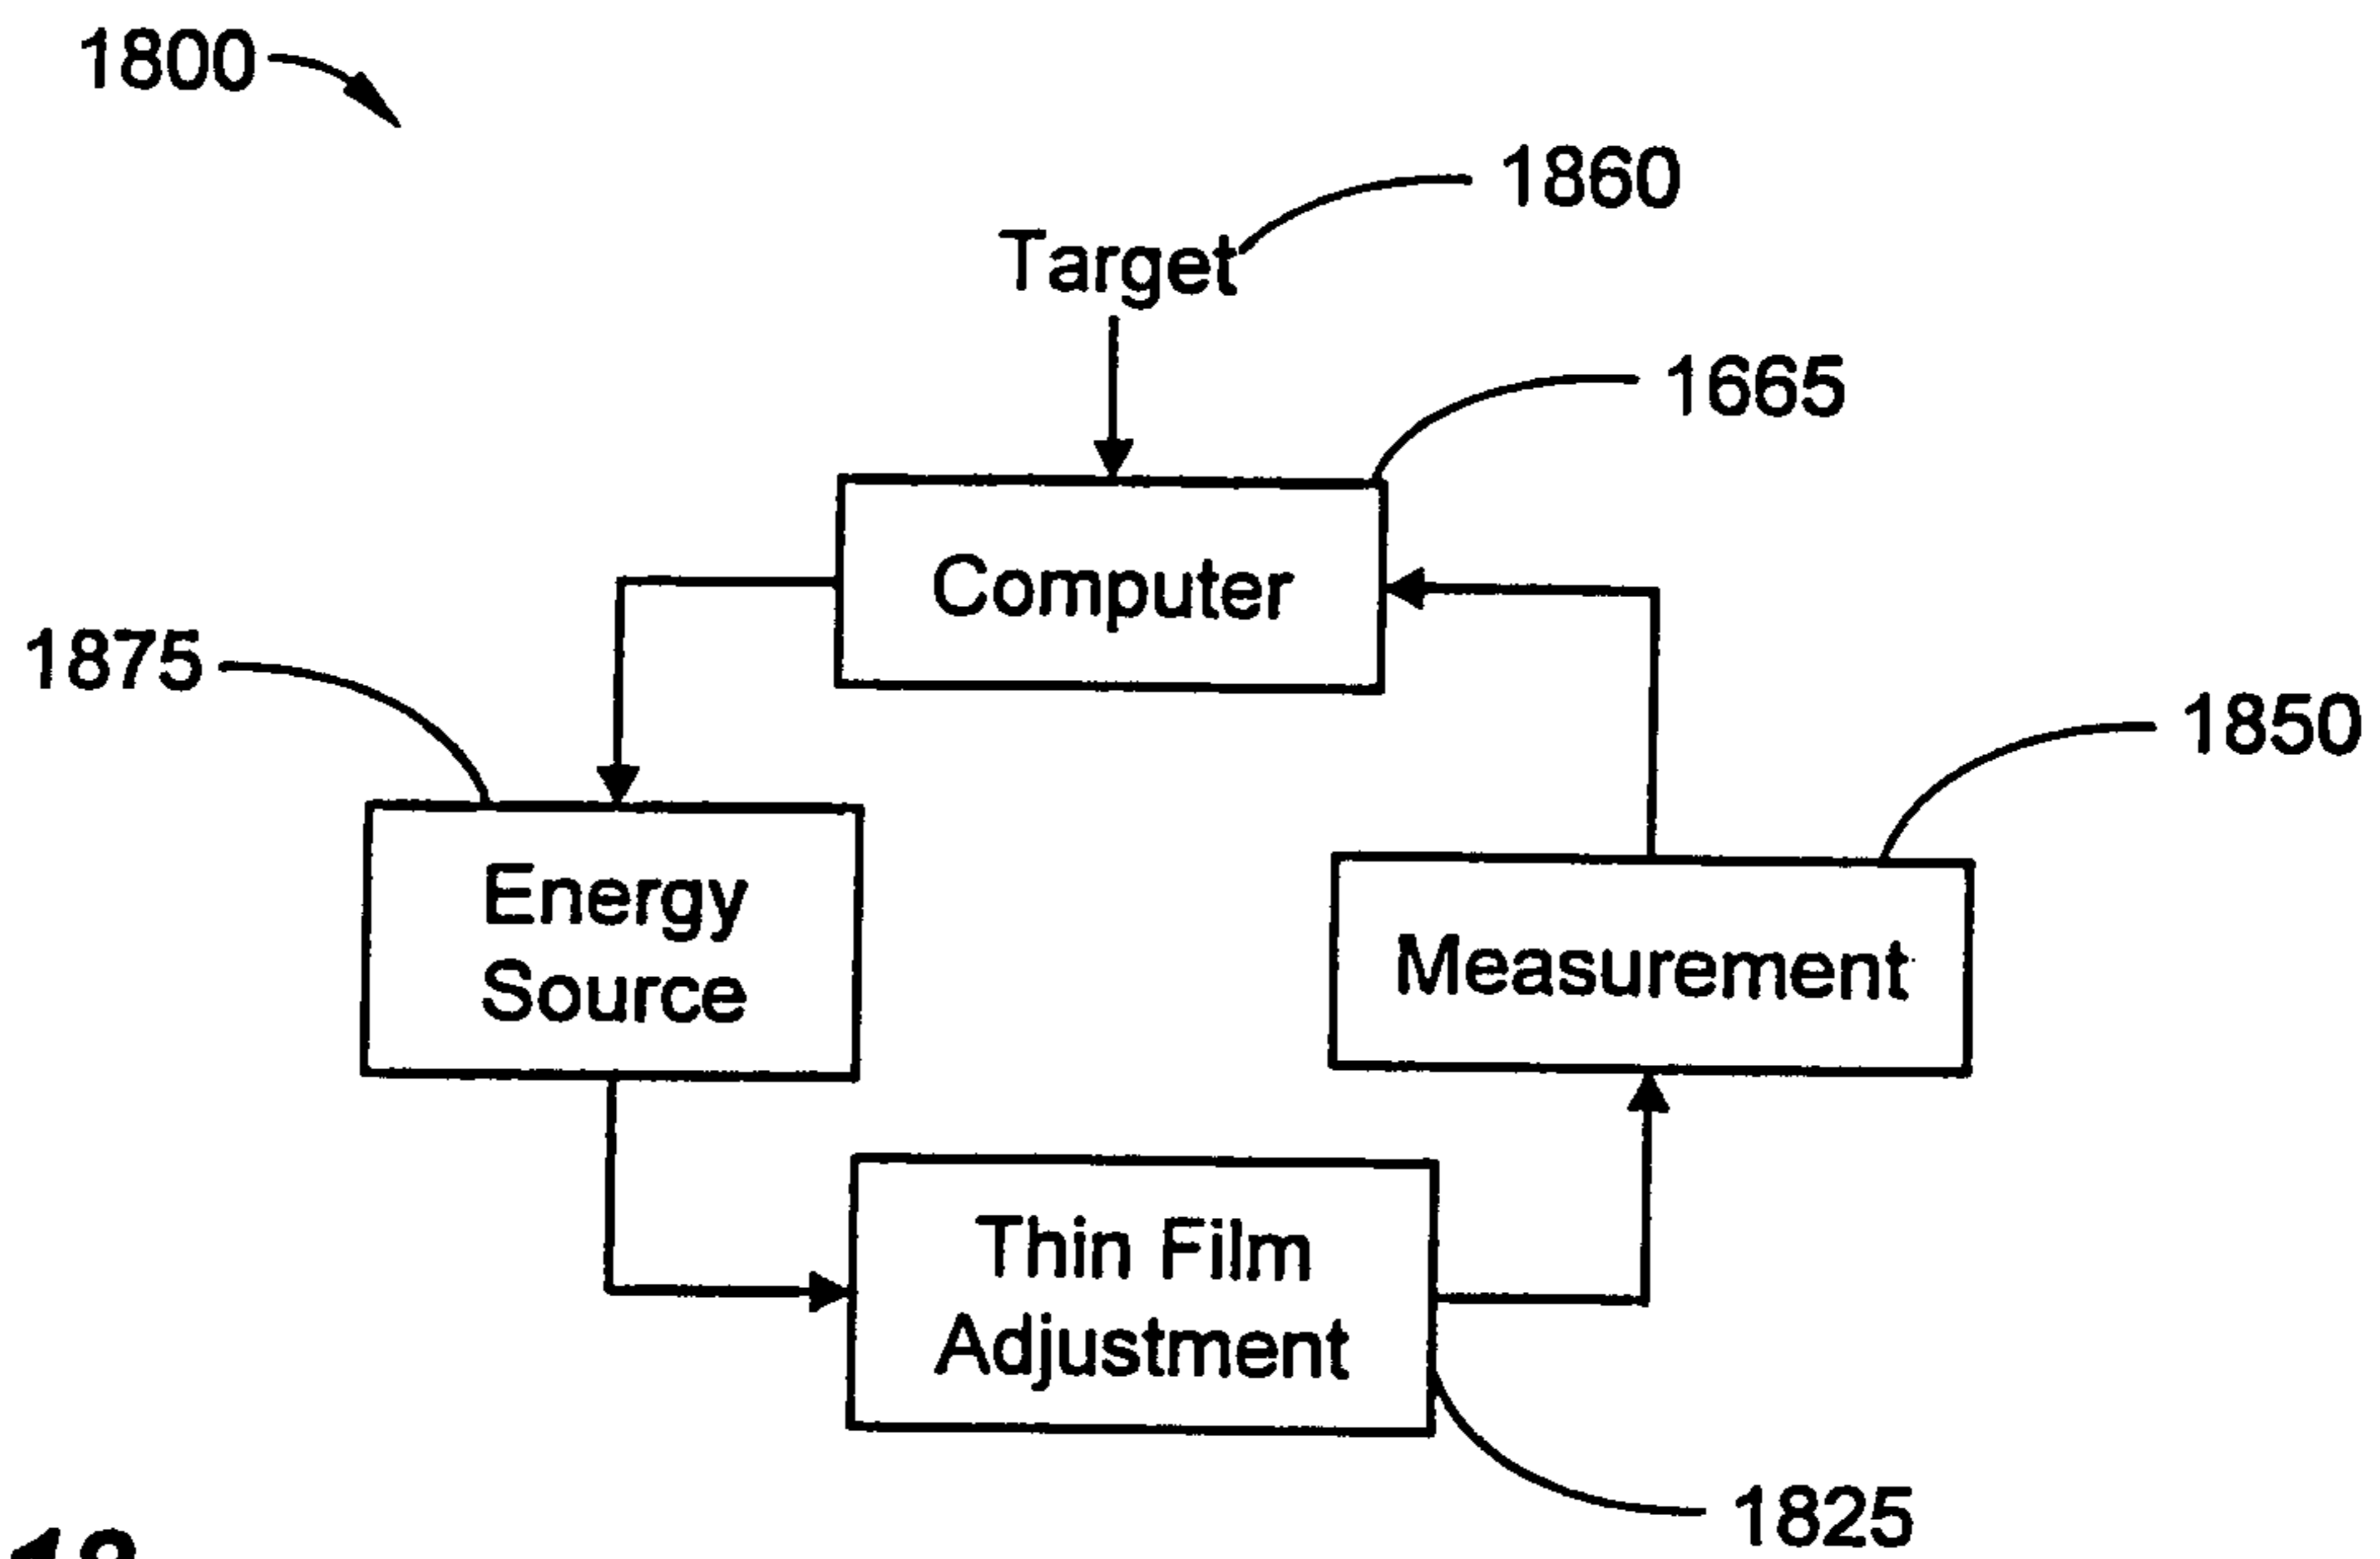 1800
1860
Target
1665
Computer
1875
1850
Energy
Source
Measurement
Thin Film
Adjustment
1825